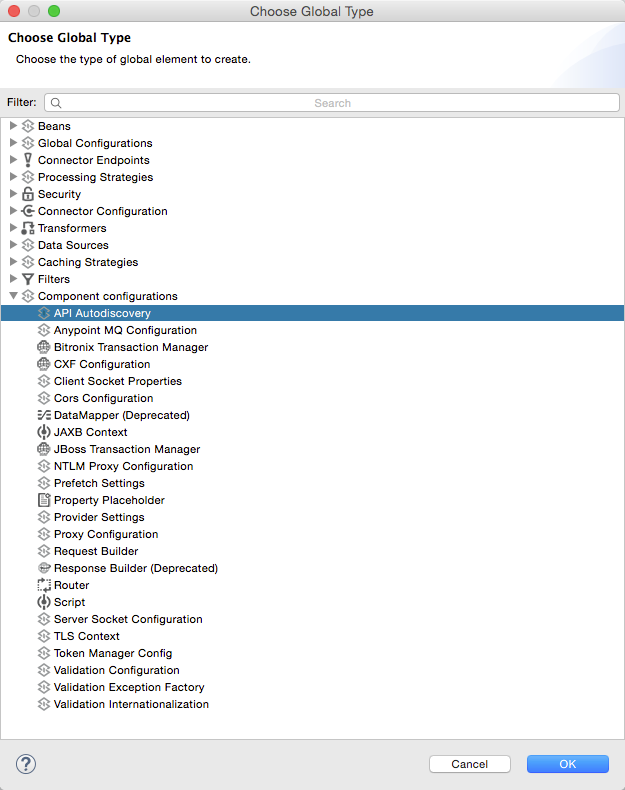 Choose Global Type
Choose Global Type
Choose the type of global element to create.
Filter: Search
Beans
Global Configurations
Connector Endpoints
Processing Strategies
Security
Connector Configuration
Transformers
Data Sources
Caching Strategies
Filters
Component configurations
API Autodiscovery
Anypoint MQ Configuration
Bitronix Transaction Manager
CXF Configuration
Client Socket Properties
Cors Configuration
DataMapper (Deprecated)
JAXB Context
JBoss Transaction Manager
NTLM Proxy Configuration
Prefetch Settings
Property Placeholder
Provider Settings
Proxy Configuration
Request Builder
Response Builder (Deprecated)
Router
Script
Server Socket Configuration
TLS Context
Token Manager Config
Validation Configuration
Validation Exception Factory
Validation Internationalization
? Cancel OK